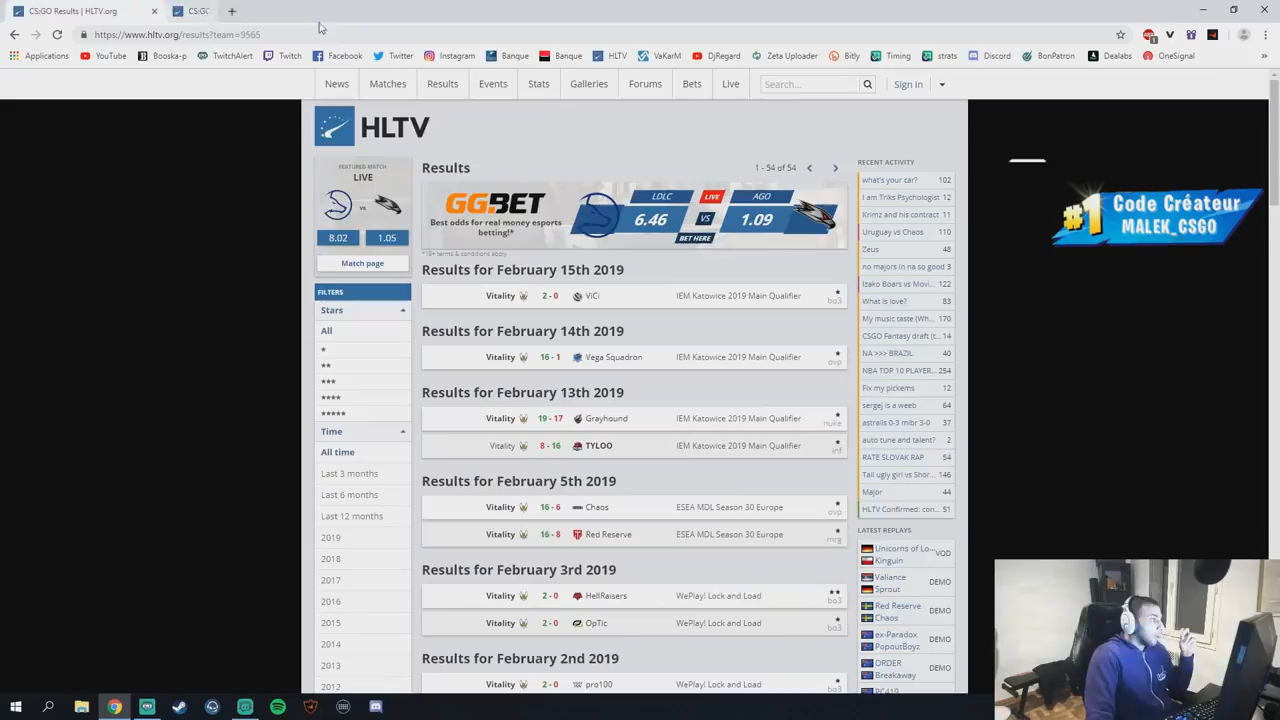 CS:GO Results | HLTV.org
CS:GO
https://www.hltv.org/results?team=9565
Applications YouTube Booska-p TwitchAlert Twitch Facebook Twitter Instagram Banque Banque HLTV VaKarM DjRegard Zeta Uploader Bitly Timing strats Discord BonPatron Dealabs OneSignal
News Matches Results Events Stats Galleries Forums Bets Live Search... Sign in
HLTV
FEATURED MATCH
LIVE
vs
8.02 1.05
Match page
FILTERS
Stars
All
*
**
***
****
*****
Time
All time
Last 3 months
Last 6 months
Last 12 months
2019
2018
2017
2016
2015
2014
2013
2012
Results 1 - 54 of 54
GG.BET
Best odds for real money esports
betting!*
LDLC LIVE AGO
6.46 VS 1.09
BET HERE
*18+ terms & conditions apply
Results for February 15th 2019
Vitality 2 - 0 ViCi IEM Katowice 2019 Main Qualifier bo3
Results for February 14th 2019
Vitality 16 - 1 Vega Squadron IEM Katowice 2019 Main Qualifier ovp
Results for February 13th 2019
Vitality 19 - 17 Grayhound IEM Katowice 2019 Main Qualifier nuke
Vitality 8 - 16 TYLOO IEM Katowice 2019 Main Qualifier inf
Results for February 5th 2019
Vitality 16 - 6 Chaos ESEA MDL Season 30 Europe ovp
Vitality 16 - 8 Red Reserve ESEA MDL Season 30 Europe mrg
Results for February 3rd 2019
Vitality 2 - 0 HellRaisers WePlay! Lock and Load bo3
Vitality 2 - 0 OpTic WePlay! Lock and Load bo3
Results for February 2nd 2019
Vitality 2 - 0 pro100 WePlay! Lock and Load bo3
RECENT ACTIVITY
what's your car? 102
I am Triks Psychologist 12
Krimz and his contract 11
Uruguay vs Chaos 110
Zeus 48
no majors in na so good 3
Izako Boars vs Movi... 122
What is love? 83
My music taste (Wh... 170
CSGO Fantasy draft (t... 14
NA >>> BRAZIL 40
NBA TOP 10 PLAYER... 254
Fix my pickems 12
sergej is a weeb 64
astralis 0-3 mibr 3-0 37
auto tune and talent? 2
RATE SLOVAK RAP 54
Tall ugly girl vs Shor... 146
Major 4
HLTV Confirmed: con... 51
LATEST REPLAYS
Unicorns of Lo...
Kinguin VOD
Valiance
Sprout DEMO
Red Reserve
Chaos DEMO
ex-Paradox
PopoutBoyz DEMO
ORDER
Breakaway DEMO
PC419
#1 Code Créateur
MALEK_CSGO